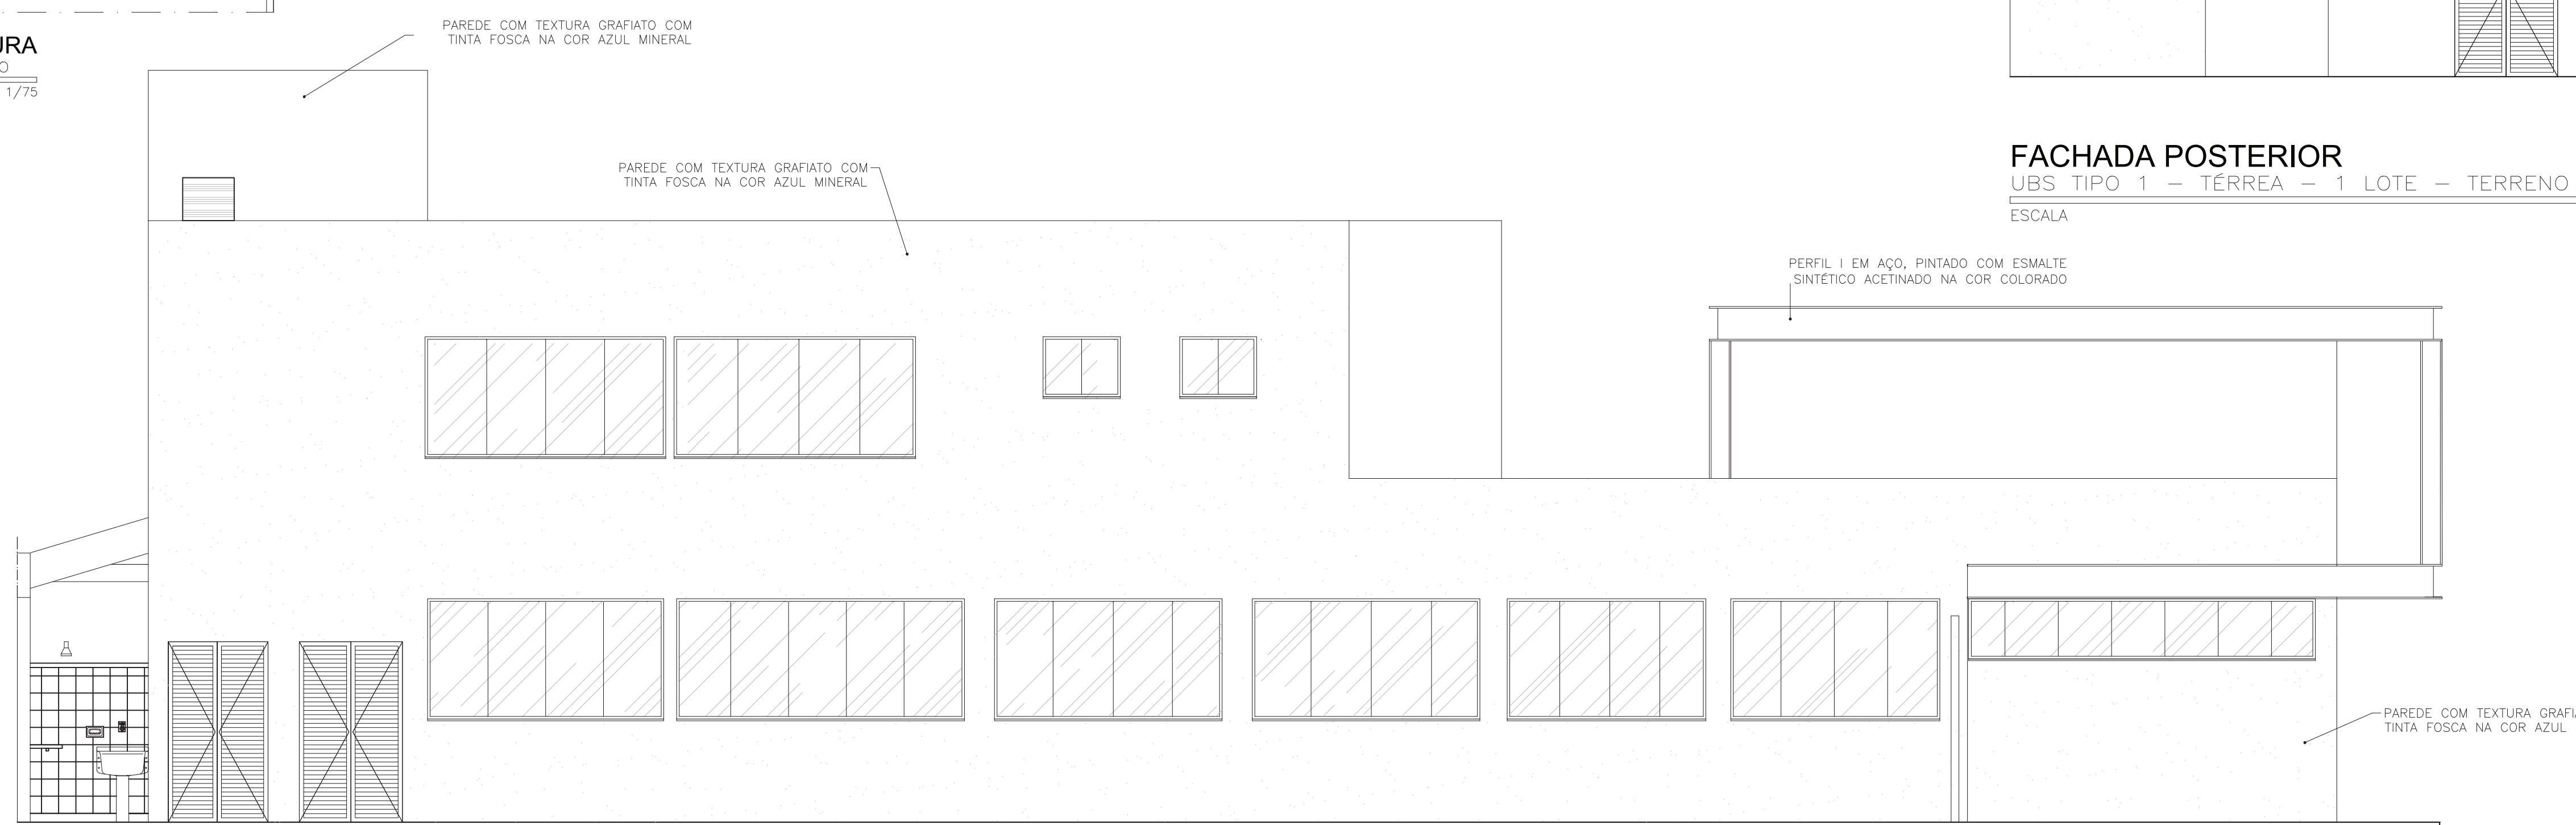 URA
O
1/75
PAREDE COM TEXTURA GRAFIATO COM
TINTA FOSCA NA COR AZUL MINERAL
PAREDE COM TEXTURA GRAFIATO COM
TINTA FOSCA NA COR AZUL MINERAL
FACHADA POSTERIOR
UBS TIPO 1 – TÉRREA – 1 LOTE – TERRENO
ESCALA
PERFIL I EM AÇO, PINTADO COM ESMALTE
SINTÉTICO ACETINADO NA COR COLORADO
PAREDE COM TEXTURA GRAFIA
TINTA FOSCA NA COR AZUL